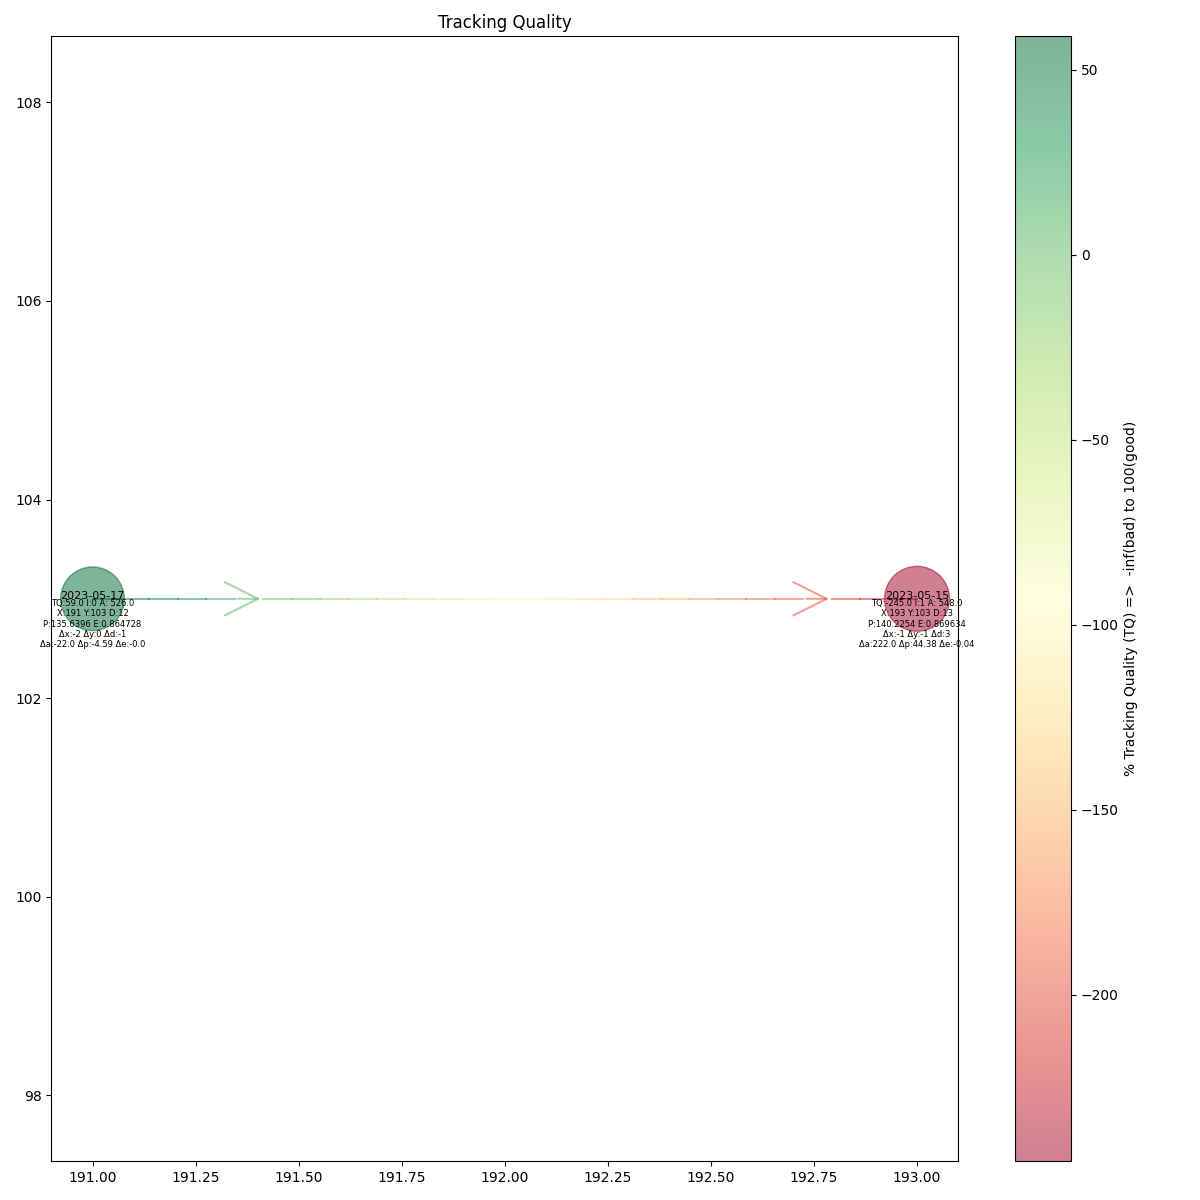 Tracking Quality
108
106
104
102
100
98
2023-05-17
TQ:59.0 I:0 A: 526.0
X:191 Y:103 D:12
P:135.6396 E:0.864728
Δx:-2 Δy:0 Δd:-1
Δa:-22.0 Δp:-4.59 Δe:-0.0
2023-05-15
TQ:-245.0 I:1 A: 548.0
X:193 Y:103 D:13
P:140.2254 E:0.869634
Δx:-1 Δy:-1 Δd:3
Δa:222.0 Δp:44.38 Δe:-0.04
191.00 191.25 191.50 191.75 192.00 192.25 192.50 192.75 193.00
50
0
−50
−100
−150
−200
% Tracking Quality (TQ) => -inf(bad) to 100(good)